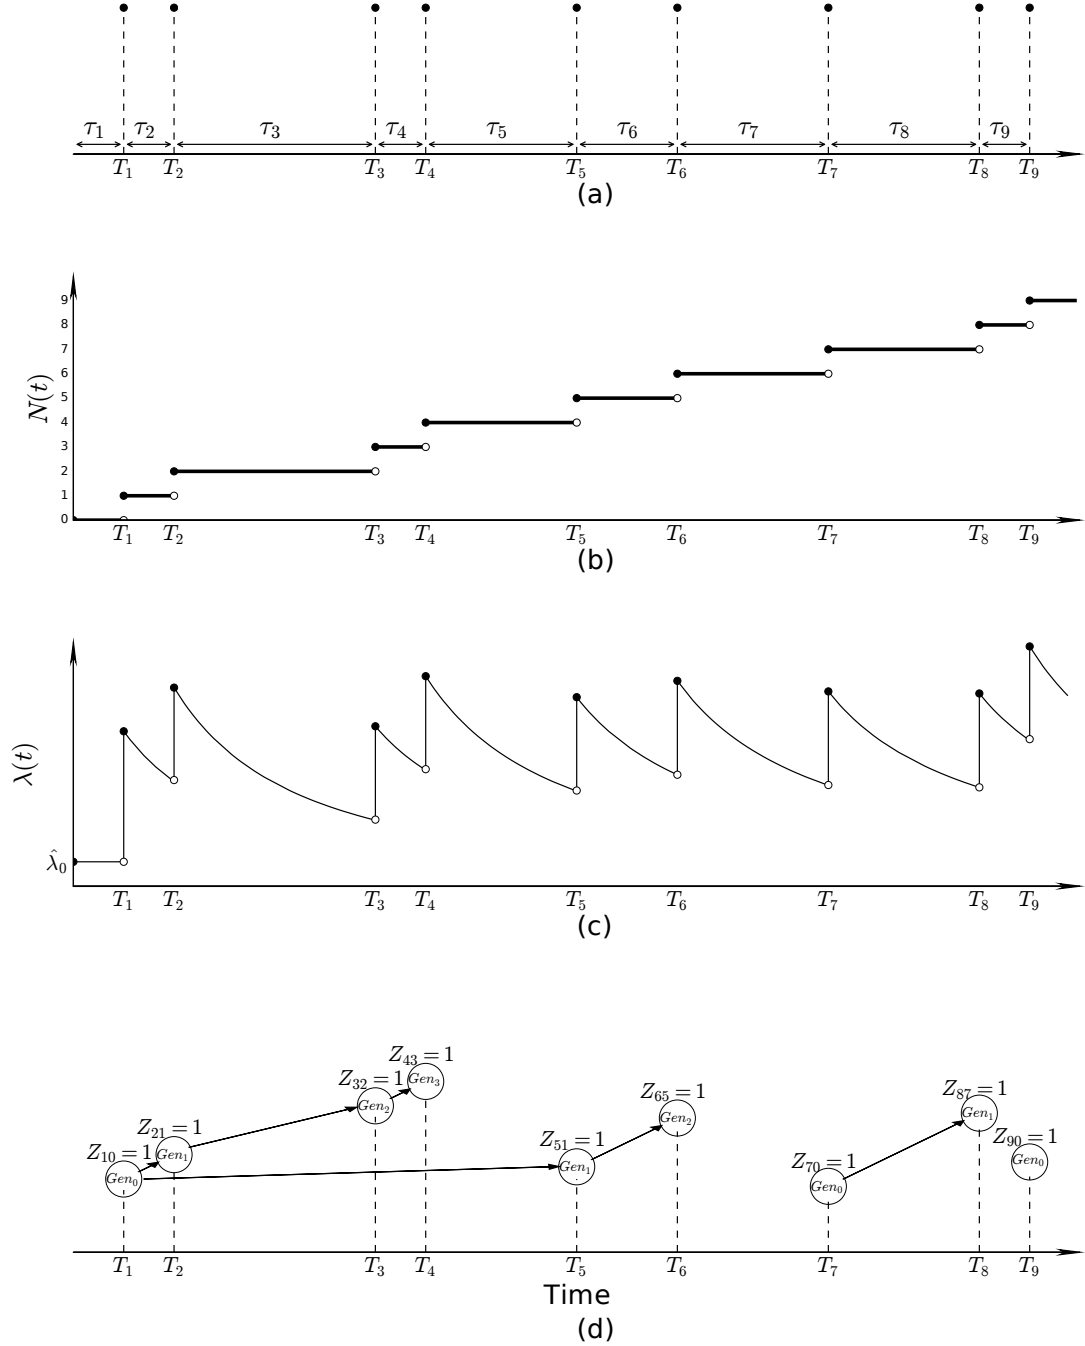 τ₁ τ₂ τ₃ τ₄ τ₅ τ₆ τ₇ τ₈ τ₉
T₁ T₂ T₃ T₄ T₅ T₆ T₇ T₈ T₉
(a)
N(t)
9
8
7
6
5
4
3
2
1
0
T₁ T₂ T₃ T₄ T₅ T₆ T₇ T₈ T₉
(b)
λ(t)
λ̂₀
T₁ T₂ T₃ T₄ T₅ T₆ T₇ T₈ T₉
(c)
Z₁₀ = 1
Gen₀
Z₂₁ = 1
Gen₁
Z₃₂ = 1
Gen₂
Z₄₃ = 1
Gen₃
Z₅₁ = 1
Gen₁
Z₆₅ = 1
Gen₂
Z₇₀ = 1
Gen₀
Z₈₇ = 1
Gen₁
Z₉₀ = 1
Gen₀
T₁ T₂ T₃ T₄ T₅ T₆ T₇ T₈ T₉
Time
(d)